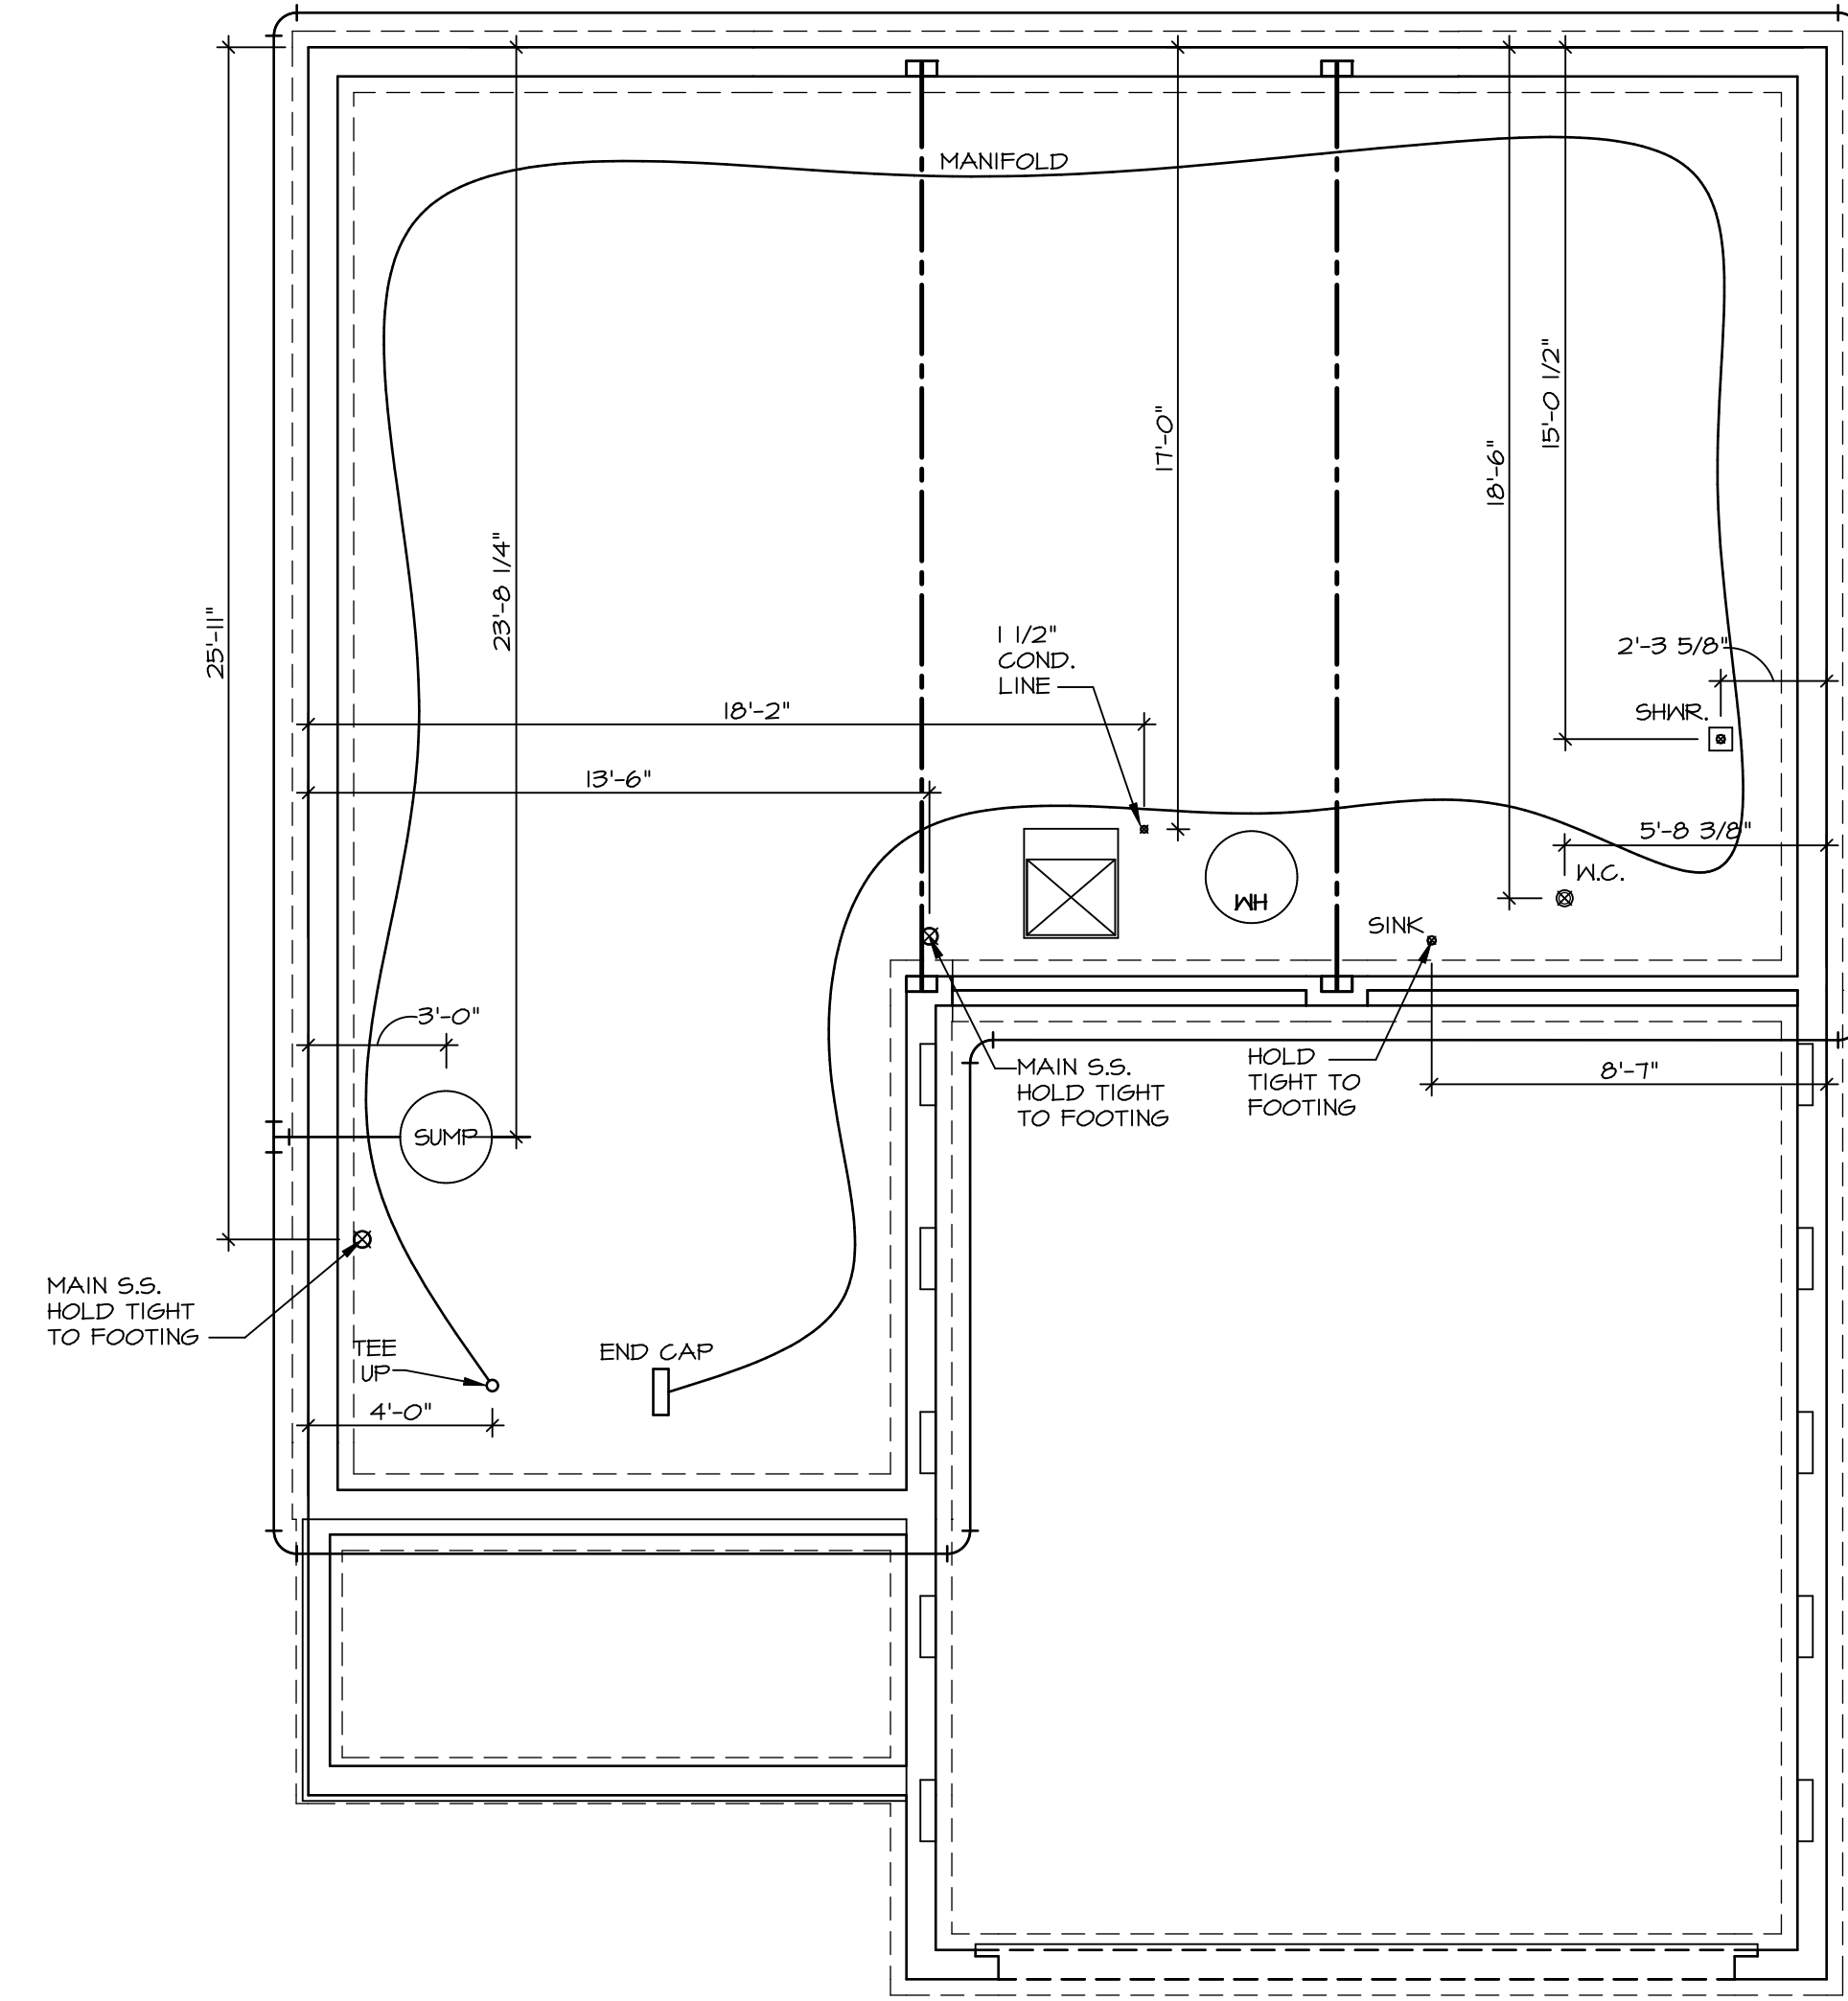 MANIFOLD
15'-0 1/2"
17'-0"
18'-6"
23'-8 1/4"
25'-11"
1 1/2"
COND.
LINE
2'-3 5/8"
SHWR.
18'-2"
13'-6"
5'-8 3/8"
W.C.
WH
SINK
3'-0"
MAIN S.S.
HOLD TIGHT
TO FOOTING
HOLD
TIGHT TO
FOOTING
8'-7"
SUMP
MAIN S.S.
HOLD TIGHT
TO FOOTING
TEE
UP
END CAP
4'-0"